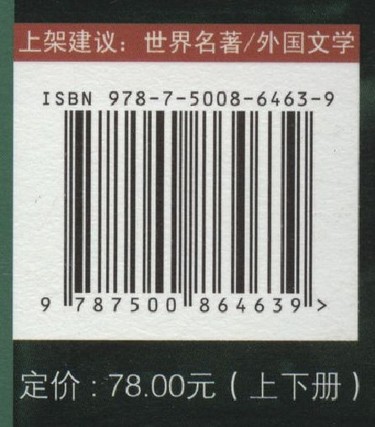 上架建议：世界名著/外国文学
ISBN 978-7-5008-6463-9
9 787500 864639 >
定价：78.00元（上下册）